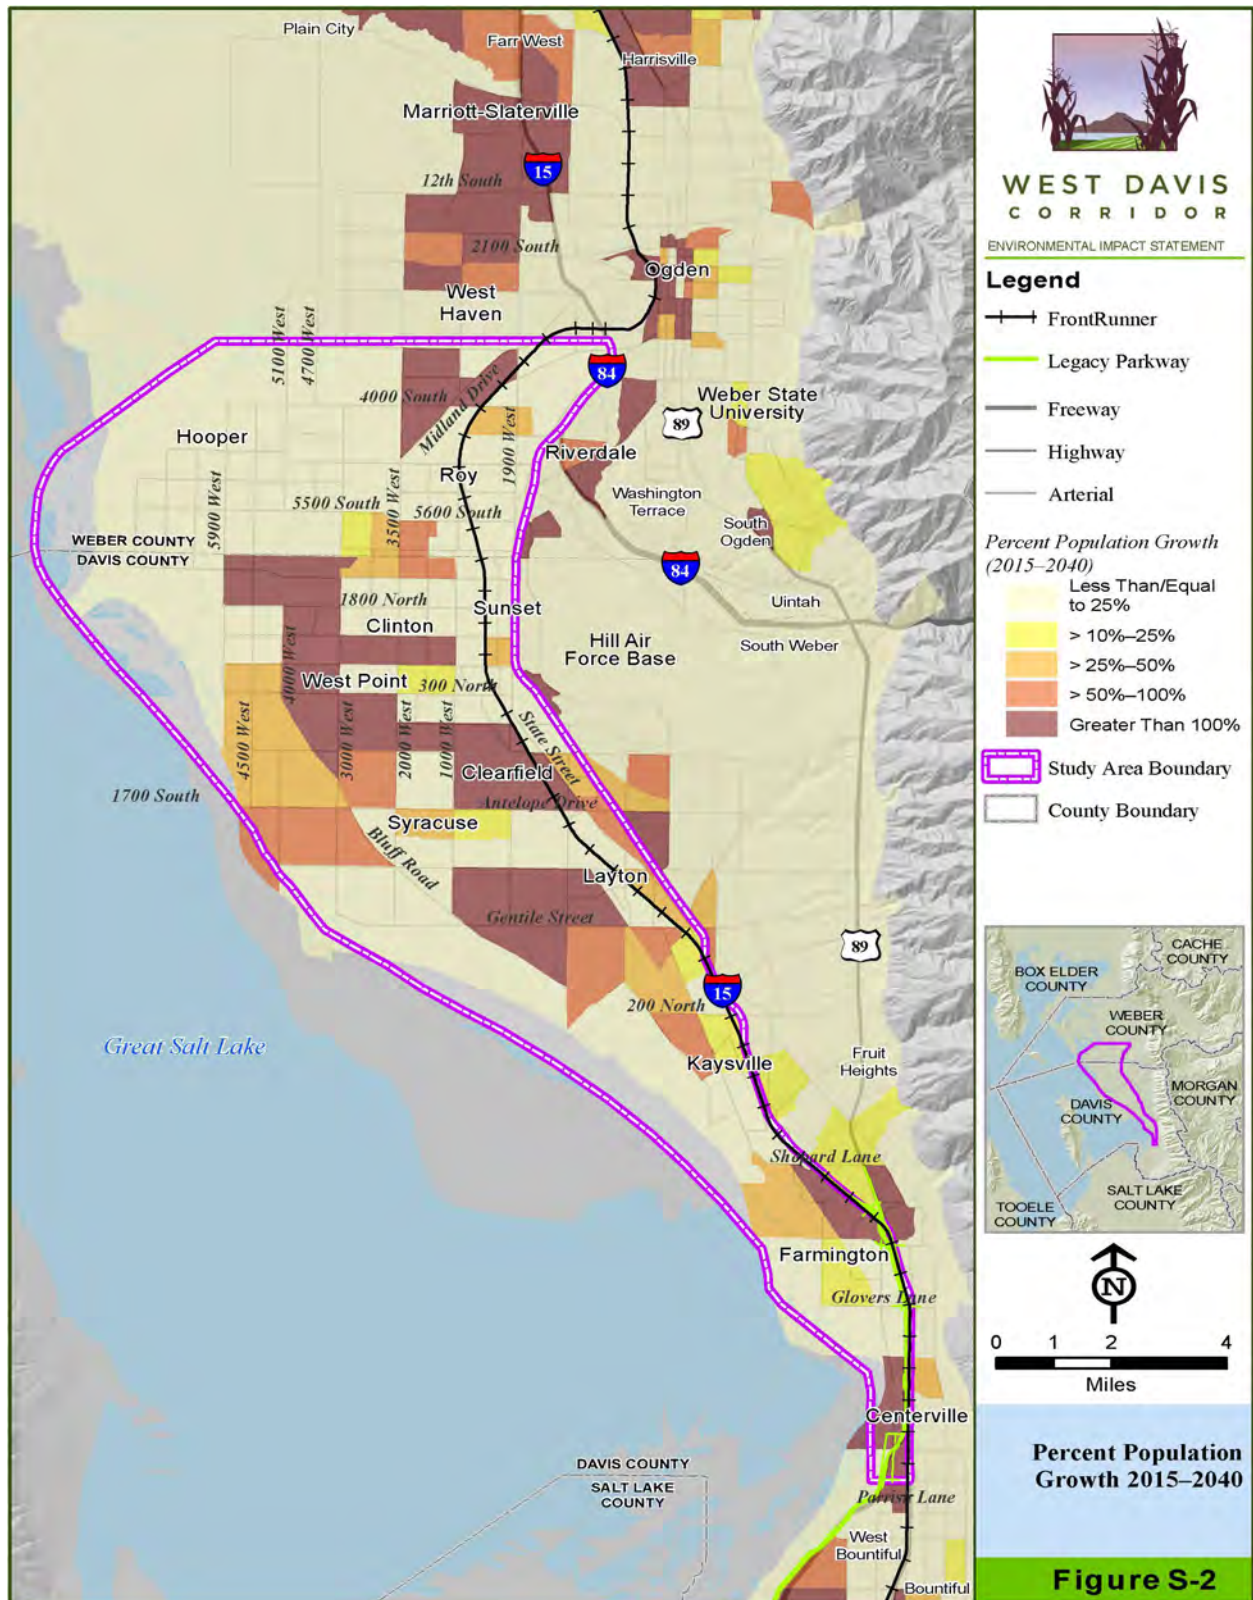 Plain City
Farr West
Harrisville
Marriott-Slaterville
15
12th South
2100 South
Ogden
West
Haven
5100 West
4700 West
84
4000 South
Midland Drive
Weber State
University
89
Hooper
1900 West
Riverdale
Roy
Washington
Terrace
5900 West
5500 South
3500 West
5600 South
South
Ogden
WEBER COUNTY
DAVIS COUNTY
84
1800 North
Sunset
Uintah
Clinton
Hill Air
Force Base
South Weber
4000 West
West Point
300 North
4500 West
3000 West
2000 West
1000 West
State Street
Clearfield
1700 South
Antelope Drive
Syracuse
Bluff Road
Layton
Gentile Street
89
15
200 North
Great Salt Lake
Kaysville
Fruit
Heights
Shepard Lane
Farmington
Glovers Lane
Centerville
DAVIS COUNTY
SALT LAKE
COUNTY
Parrish Lane
West
Bountiful
Bountiful
WEST DAVIS
CORRIDOR
ENVIRONMENTAL IMPACT STATEMENT
Legend
FrontRunner
Legacy Parkway
Freeway
Highway
Arterial
Percent Population Growth
(2015–2040)
Less Than/Equal
to 25%
> 10%–25%
> 25%–50%
> 50%–100%
Greater Than 100%
Study Area Boundary
County Boundary
CACHE
COUNTY
BOX ELDER
COUNTY
WEBER
COUNTY
MORGAN
COUNTY
DAVIS
COUNTY
SALT LAKE
COUNTY
TOOELE
COUNTY
N
0 1 2 4
Miles
Percent Population
Growth 2015–2040
Figure S-2